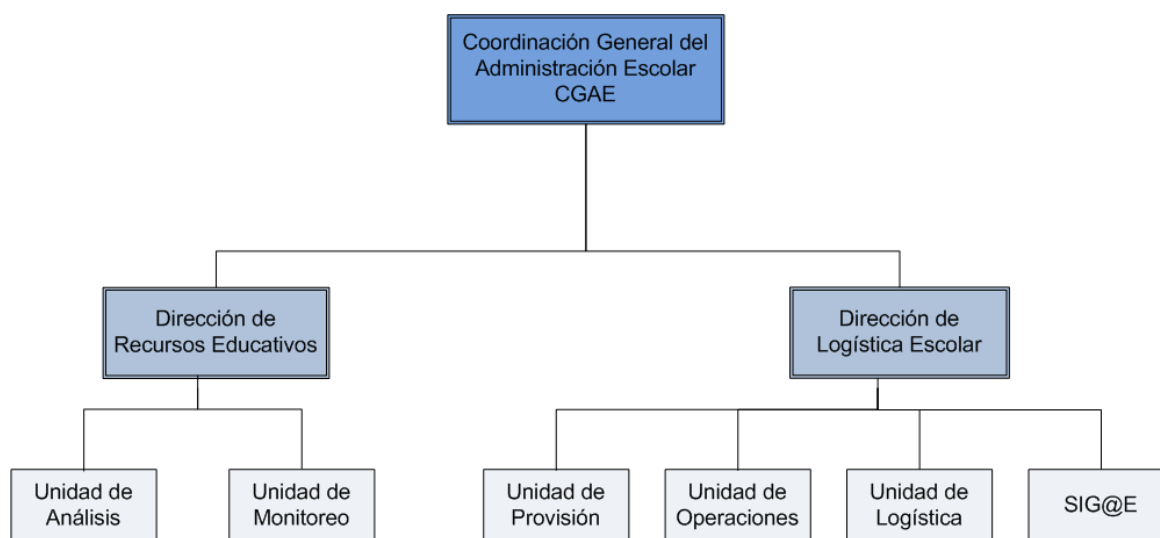 Coordinación General del
Administración Escolar
CGAE
Dirección de
Recursos Educativos
Dirección de
Logística Escolar
Unidad de
Análisis
Unidad de
Monitoreo
Unidad de
Provisión
Unidad de
Operaciones
Unidad de
Logística
SIG@E